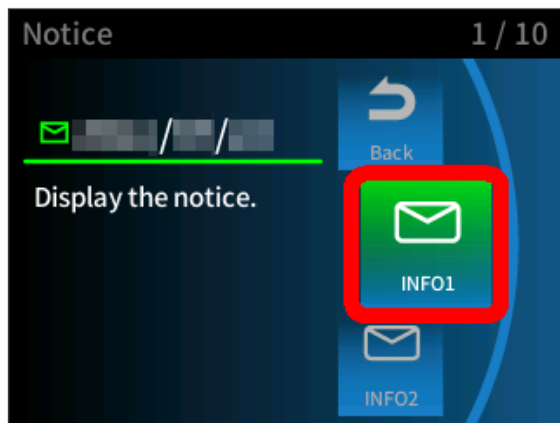 Notice
1 / 10
/ /
Back
Display the notice.
INFO1
INFO2